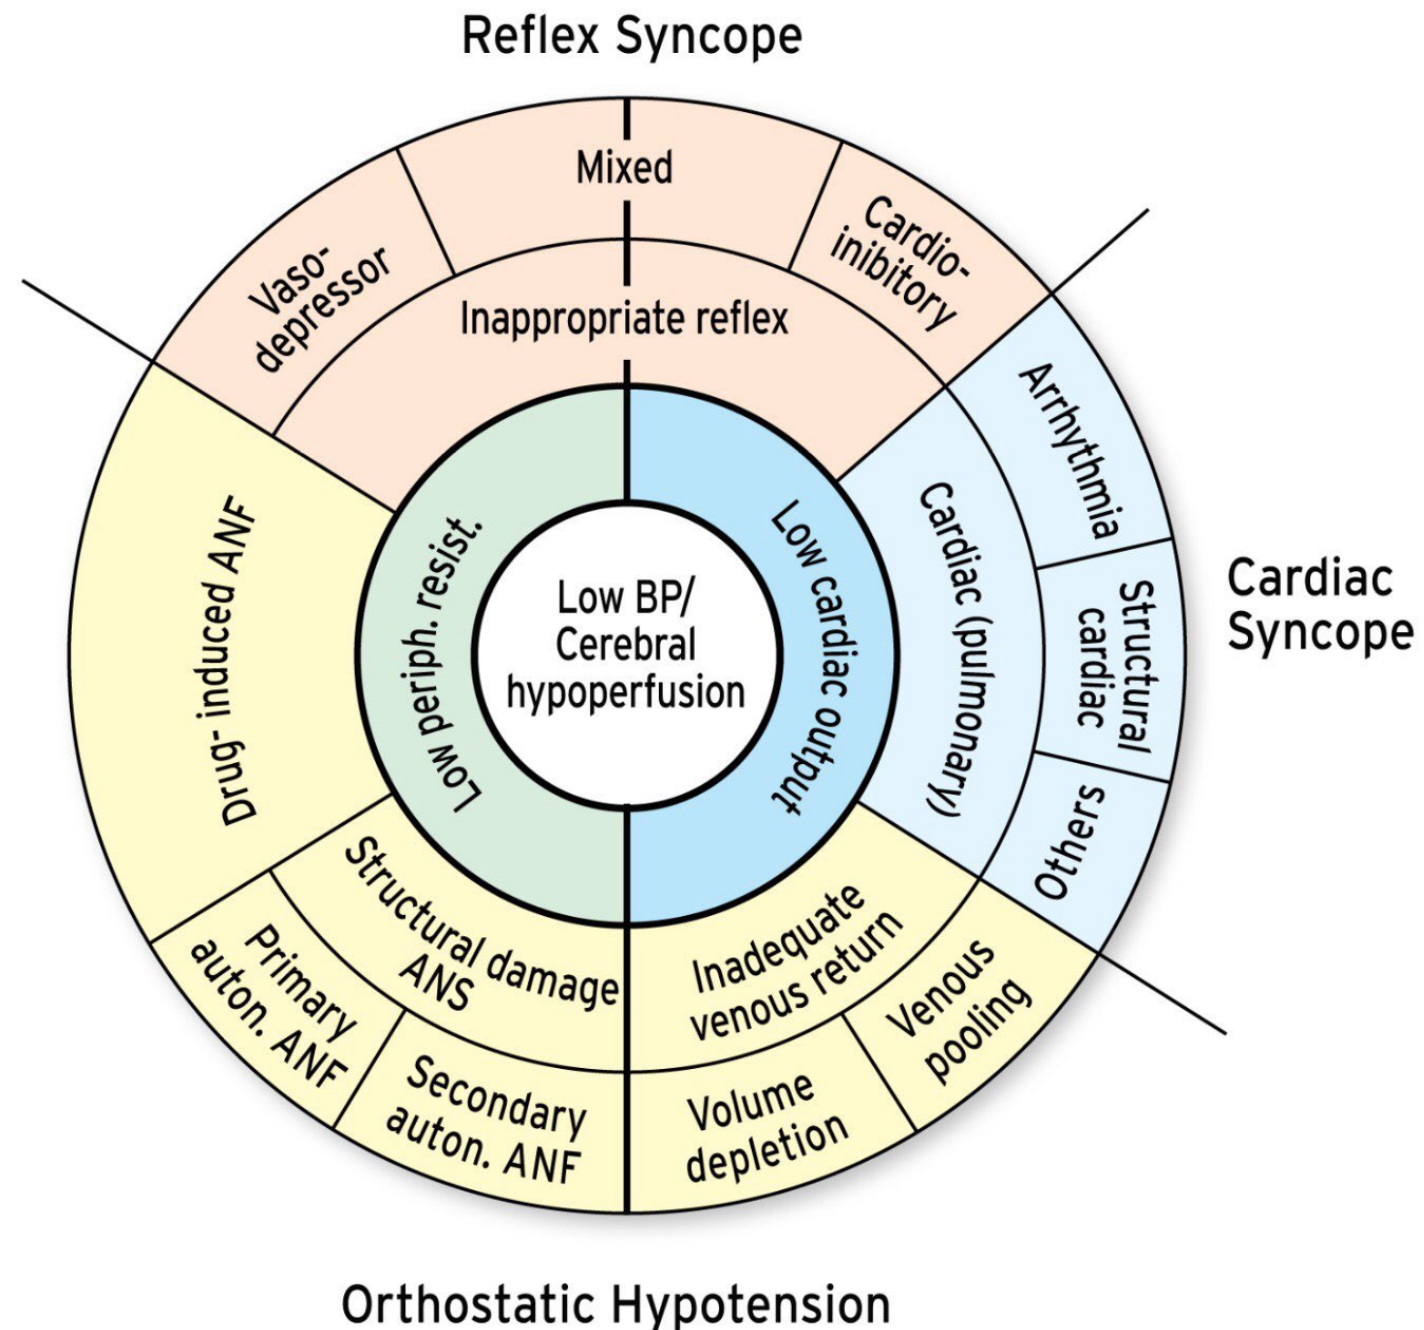 Reflex Syncope
Mixed
Vaso-
depressor
Cardio-
inibitory
Inappropriate reflex
Arrhythmia
Structural
cardiac
Others
Cardiac (pulmonary)
Cardiac
Syncope
Low periph. resist.
Low cardiac output
Low BP/
Cerebral
hypoperfusion
Drug- induced ANF
Structural damage
ANS
Primary
auton. ANF
Secondary
auton. ANF
Inadequate
venous return
Volume
depletion
Venous
pooling
Orthostatic Hypotension